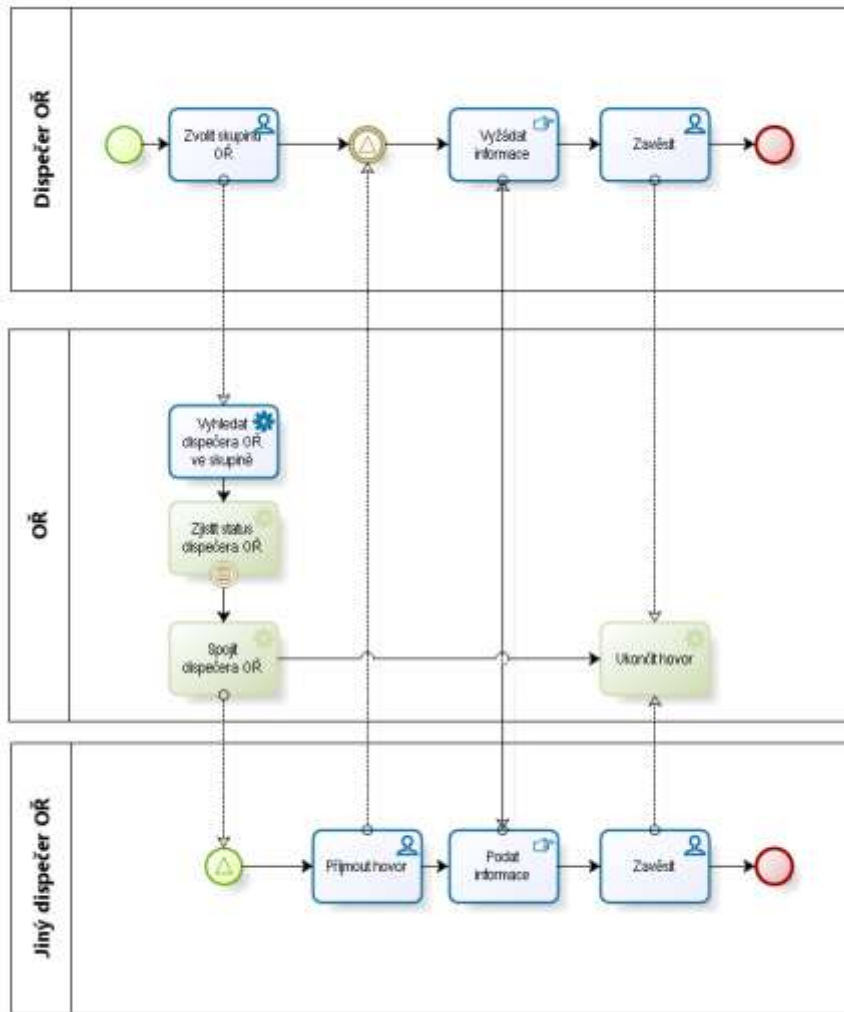 Dispečer OŘ
Zvolit skupinu
OŘ
Vyžádat
informace
Zavěsit
OŘ
Vyhledat
dispečera OŘ
ve skupině
Zjistit status
dispečera OŘ
Spojit
dispečera OŘ
Ukončit hovor
Jiný dispečer OŘ
Přijmout hovor
Podat
informace
Zavěsit